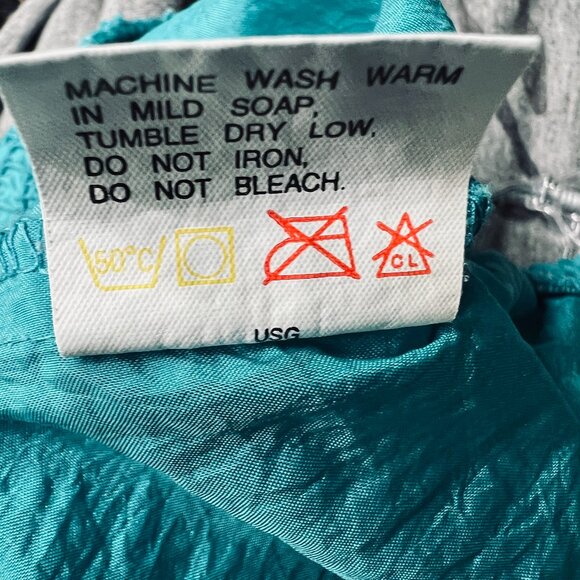 MACHINE WASH WARM
IN MILD SOAP,
TUMBLE DRY LOW,
DO NOT IRON,
DO NOT BLEACH.
50°C
CL
USG